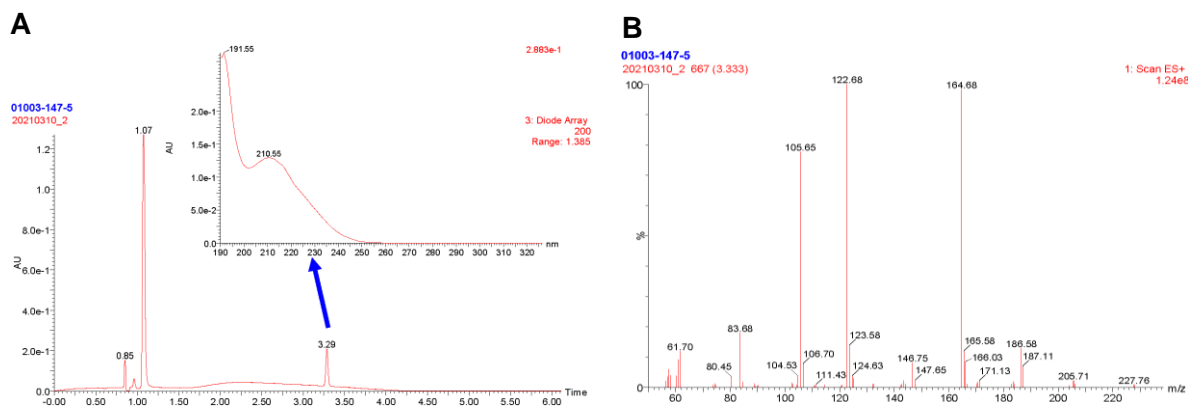 A
01003-147-5
20210310_2
AU
1.2
1.0
8.0e-1
6.0e-1
4.0e-1
2.0e-1
0.0
0.85
1.07
3.29
-0.00 0.50 1.00 1.50 2.00 2.50 3.00 3.50 4.00 4.50 5.00 5.50 6.00 Time
191.55
2.883e-1
3: Diode Array
200
Range: 1.385
AU
2.0e-1
1.5e-1
1.0e-1
5.0e-2
0.0
210.55
190 200 210 220 230 240 250 260 270 280 290 300 310 320 nm
B
01003-147-5
20210310_2 667 (3.333)
1: Scan ES+
1.24e8
100
%
0
122.68
164.68
105.65
83.68
61.70
80.45
104.53
106.70
111.43
123.58
124.63
146.75
147.65
165.58
166.03
171.13
186.58
187.11
205.71
227.76
60 80 100 120 140 160 180 200 220 m/z